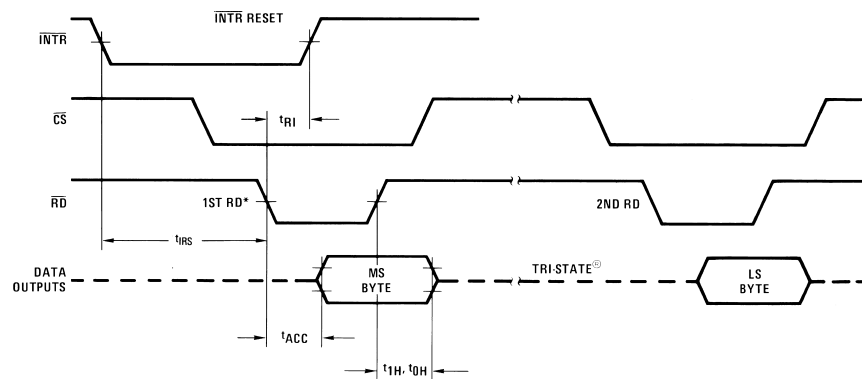 INTR RESET
INTR
CS
tRI
RD
1ST RD*
2ND RD
tIRS
DATA
OUTPUTS
MS
BYTE
TRI-STATE®
LS
BYTE
tACC
t1H, t0H